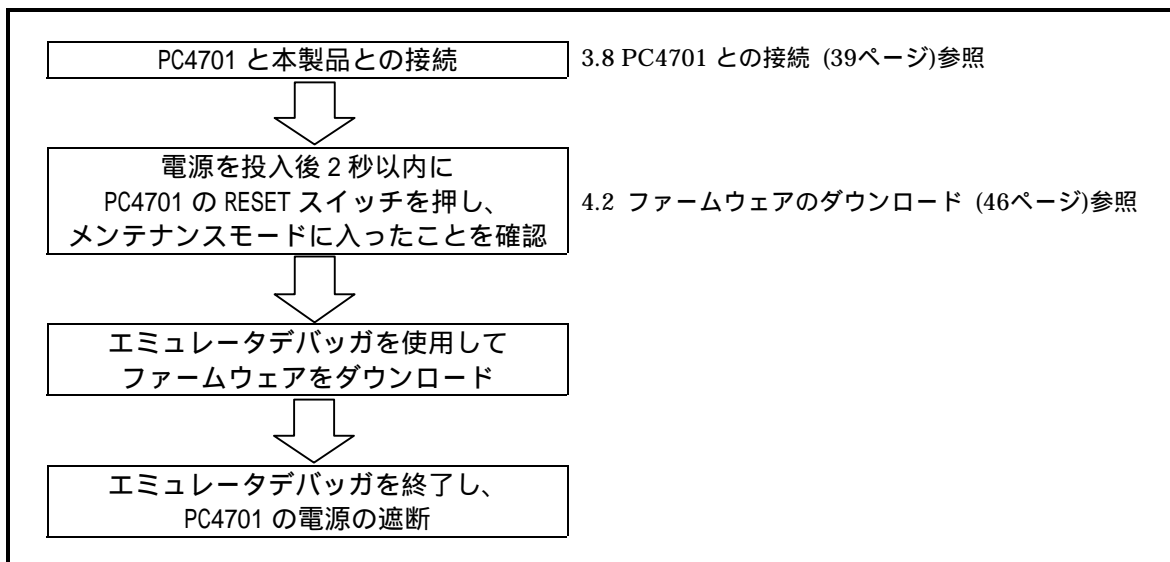 PC4701 と本製品との接続
3.8 PC4701 との接続 (39ページ)参照
電源を投入後 2 秒以内に
PC4701 の RESET スイッチを押し、
メンテナンスモードに入ったことを確認
4.2 ファームウェアのダウンロード (46ページ)参照
エミュレータデバッガを使用して
ファームウェアをダウンロード
エミュレータデバッガを終了し、
PC4701 の電源の遮断